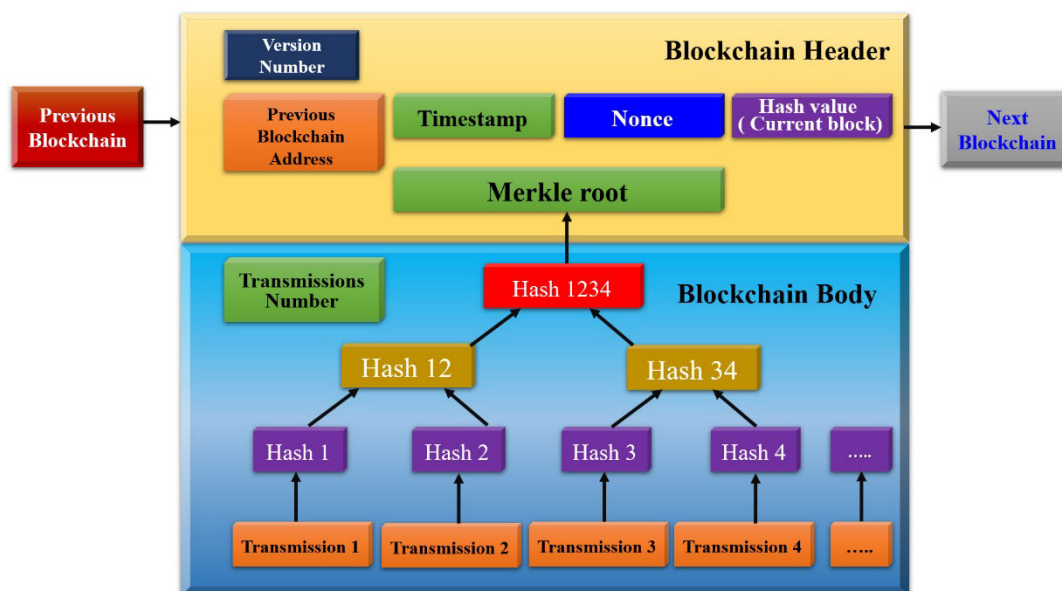 Version
Number
Blockchain Header
Previous
Blockchain
Previous
Blockchain
Address
Timestamp
Nonce
Hash value
( Current block)
Next
Blockchain
Merkle root
Transmissions
Number
Hash 1234
Blockchain Body
Hash 12
Hash 34
Hash 1
Hash 2
Hash 3
Hash 4
.....
Transmission 1
Transmission 2
Transmission 3
Transmission 4
.....